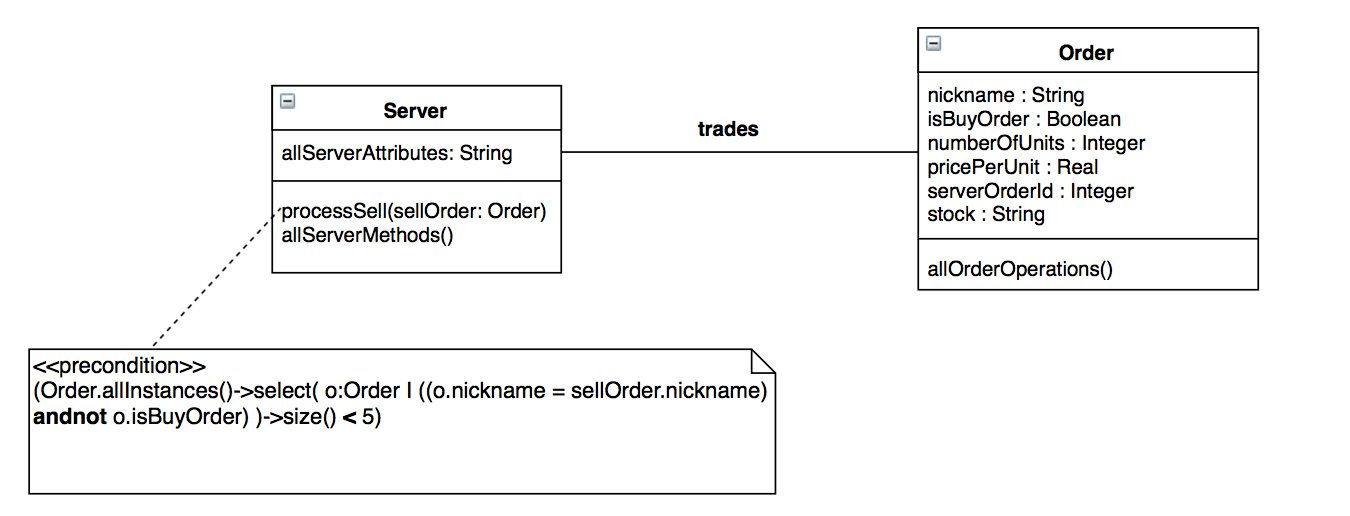 Server
allServerAttributes: String
processSell(sellOrder: Order)
allServerMethods()
trades
Order
nickname : String
isBuyOrder : Boolean
numberOfUnits : Integer
pricePerUnit : Real
serverOrderId : Integer
stock : String
allOrderOperations()
<<precondition>>
(Order.allInstances()->select( o:Order I ((o.nickname = sellOrder.nickname)
andnot o.isBuyOrder) )->size() < 5)